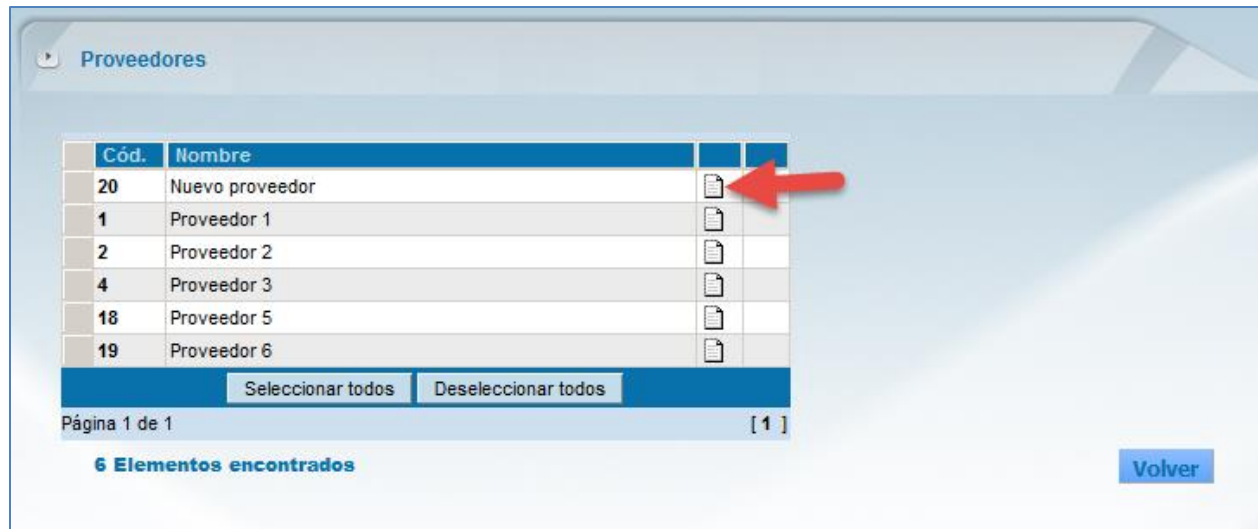 Proveedores
Cód. Nombre
20 Nuevo proveedor
1 Proveedor 1
2 Proveedor 2
4 Proveedor 3
18 Proveedor 5
19 Proveedor 6
Seleccionar todos Deseleccionar todos
Página 1 de 1 [ 1 ]
6 Elementos encontrados
Volver